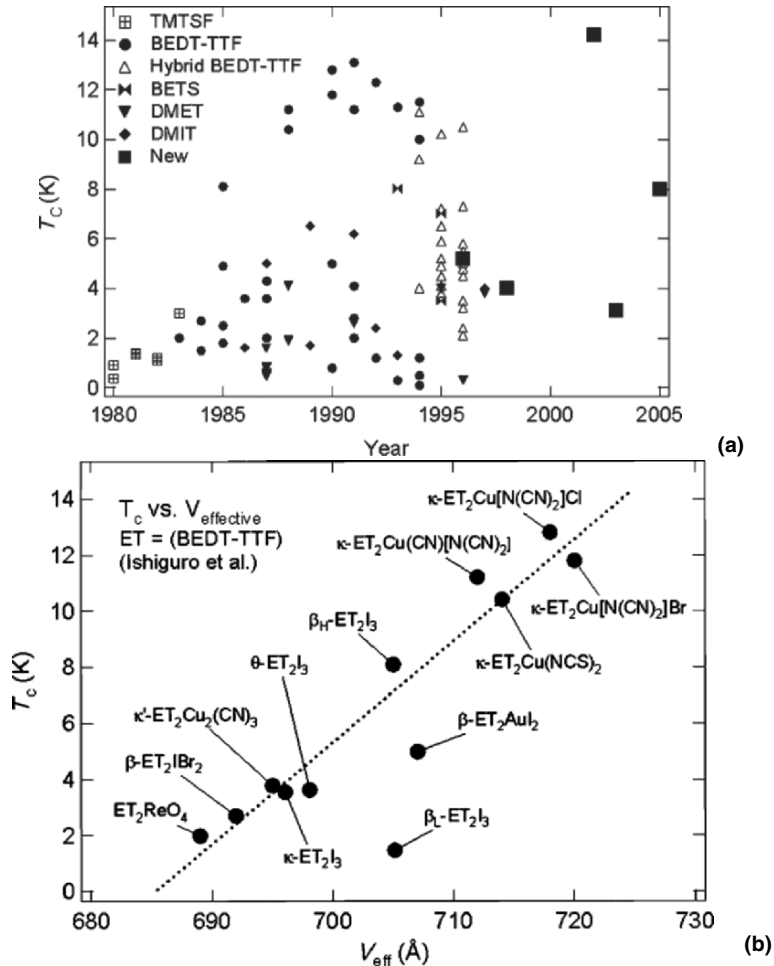 TMTSF
BEDT-TTF
Hybrid BEDT-TTF
BETS
DMET
DMIT
New
14
12
10
8
6
4
2
0
T_C (K)
1980 1985 1990 1995 2000 2005
Year
(a)
T_c vs. V_effective
ET = (BEDT-TTF)
(Ishiguro et al.)
κ-ET₂Cu[N(CN)₂]Cl
κ-ET₂Cu(CN)[N(CN)₂]
κ-ET₂Cu[N(CN)₂]Br
β_H-ET₂I₃
κ-ET₂Cu(NCS)₂
θ-ET₂I₃
κ'-ET₂Cu₂(CN)₃
β-ET₂AuI₂
β-ET₂IBr₂
ET₂ReO₄
β_L-ET₂I₃
κ-ET₂I₃
14
12
10
8
6
4
2
0
T_c (K)
680 690 700 710 720 730
V_eff (Å)
(b)